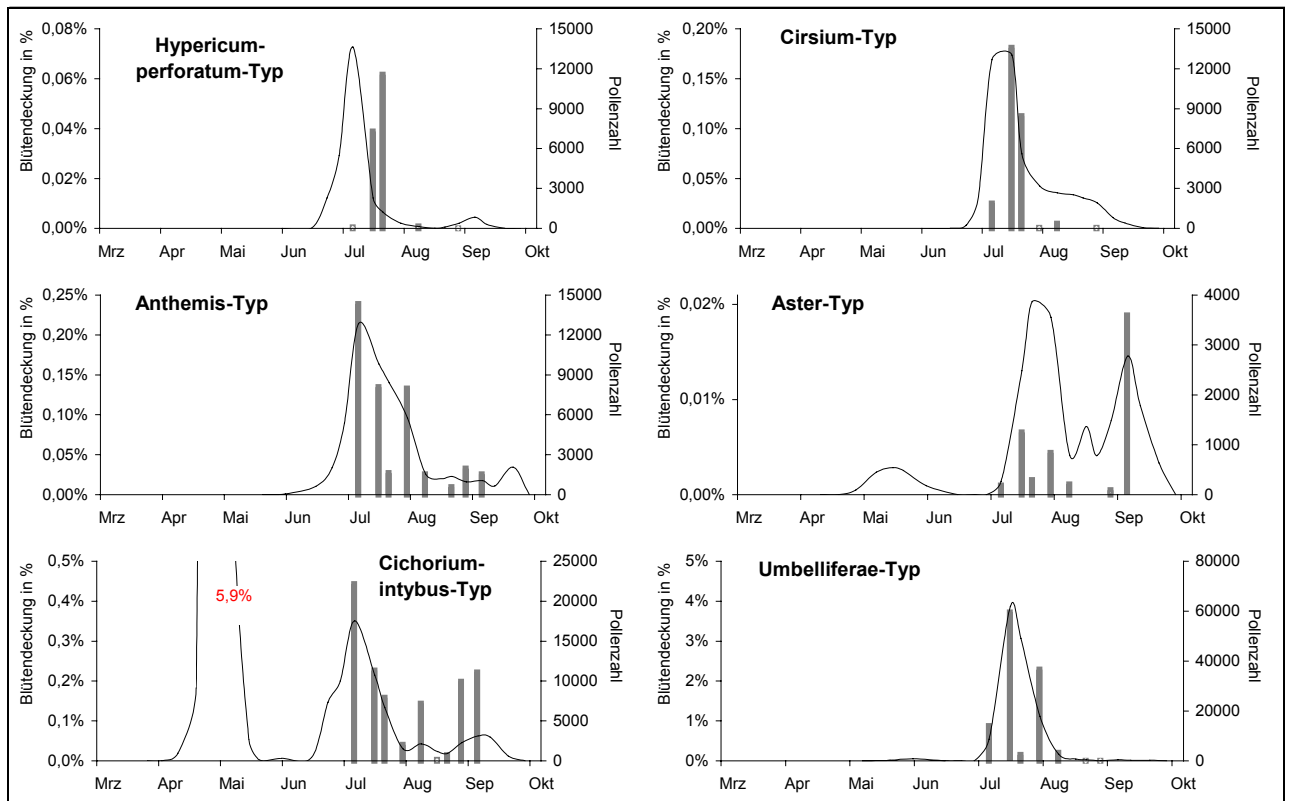 Hypericum-
perforatum-Typ
Blütendeckung in %
0,08%
0,06%
0,04%
0,02%
0,00%
15000
12000
9000
6000
3000
0
Pollenzahl
Mrz Apr Mai Jun Jul Aug Sep Okt
Cirsium-Typ
Blütendeckung in %
0,20%
0,15%
0,10%
0,05%
0,00%
15000
12000
9000
6000
3000
0
Pollenzahl
Mrz Apr Mai Jun Jul Aug Sep Okt
Anthemis-Typ
Blütendeckung in %
0,25%
0,20%
0,15%
0,10%
0,05%
0,00%
15000
12000
9000
6000
3000
0
Pollenzahl
Mrz Apr Mai Jun Jul Aug Sep Okt
Aster-Typ
Blütendeckung in %
0,02%
0,01%
0,00%
4000
3000
2000
1000
0
Pollenzahl
Mrz Apr Mai Jun Jul Aug Sep Okt
Cichorium-
intybus-Typ
Blütendeckung in %
0,5%
0,4%
0,3%
0,2%
0,1%
0,0%
5,9%
25000
20000
15000
10000
5000
0
Pollenzahl
Mrz Apr Mai Jun Jul Aug Sep Okt
Umbelliferae-Typ
Blütendeckung in %
5%
4%
3%
2%
1%
0%
80000
60000
40000
20000
0
Pollenzahl
Mrz Apr Mai Jun Jul Aug Sep Okt